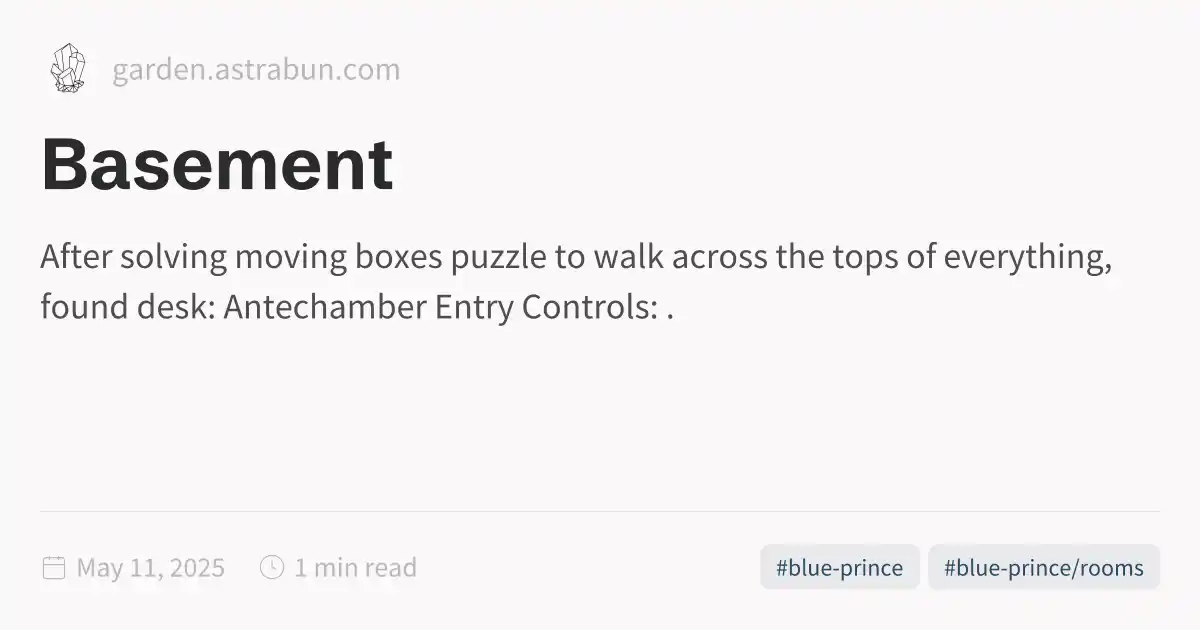 garden.astrabun.com
Basement
After solving moving boxes puzzle to walk across the tops of everything,
found desk: Antechamber Entry Controls: .
May 11, 2025
1 min read
#blue-prince
#blue-prince/rooms